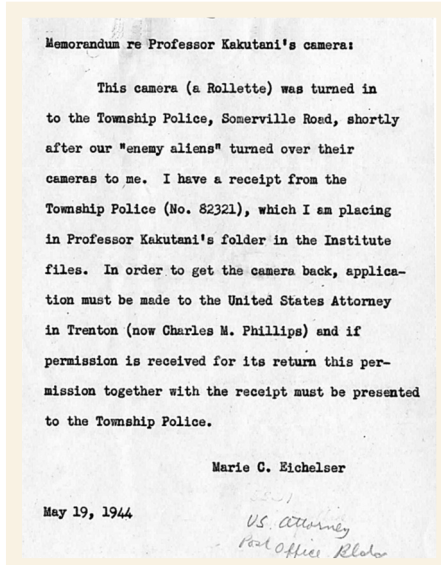 Memorandum re Professor Kakutani's camera:
This camera (a Rollette) was turned in
to the Township Police, Somerville Road, shortly
after our "enemy aliens" turned over their
cameras to me. I have a receipt from the
Township Police (No. 82321), which I am placing
in Professor Kakutani's folder in the Institute
files. In order to get the camera back, applica-
tion must be made to the United States Attorney
in Trenton (now Charles M. Phillips) and if
permission is received for its return this per-
mission together with the receipt must be presented
to the Township Police.
Marie C. Eichelser
May 19, 1944
US. Attorney
Post Office Bldg